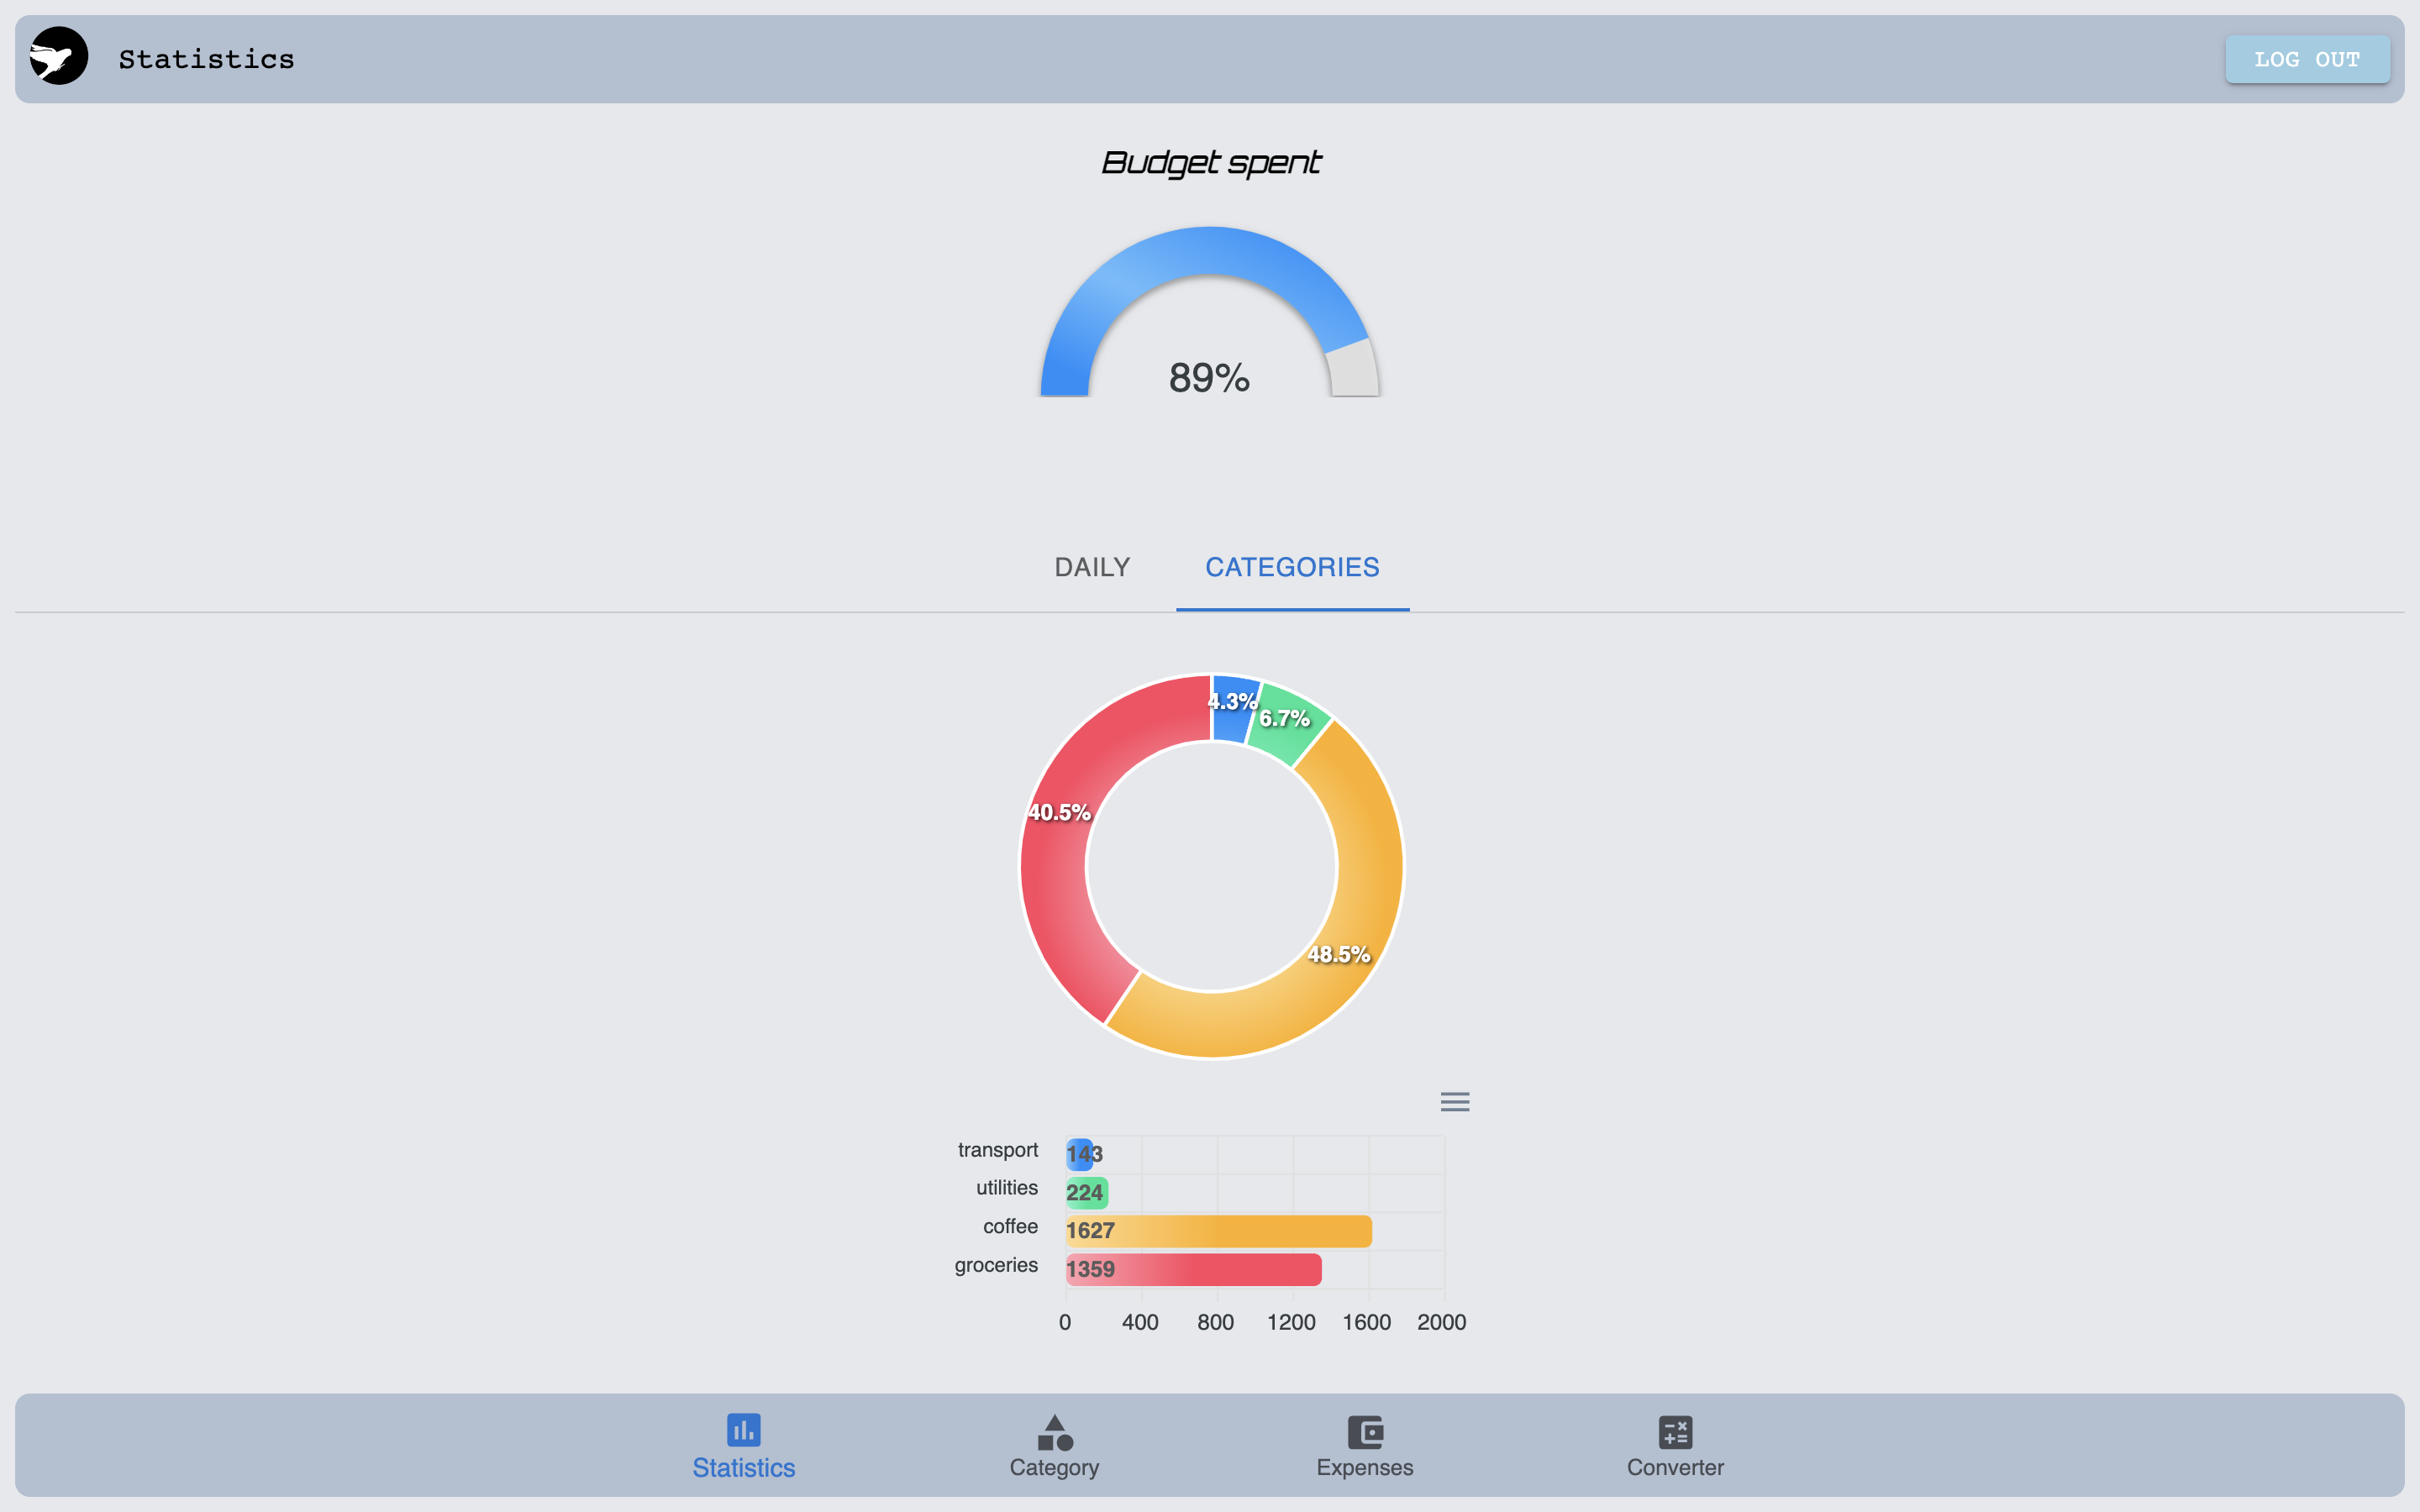 Statistics
LOG OUT
Budget spent
89%
DAILY CATEGORIES
4.3%
6.7%
40.5%
48.5%
transport 143
utilities 224
coffee 1627
groceries 1359
0 400 800 1200 1600 2000
Statistics Category Expenses Converter